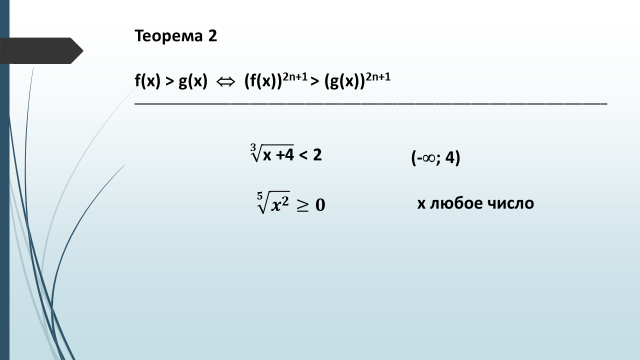 Теорема 2
f(x) > g(x) ⇔ (f(x))²ⁿ⁺¹ > (g(x))²ⁿ⁺¹
∛(x +4) < 2 (-∞; 4)
⁵√(x²) ≥ 0 х любое число